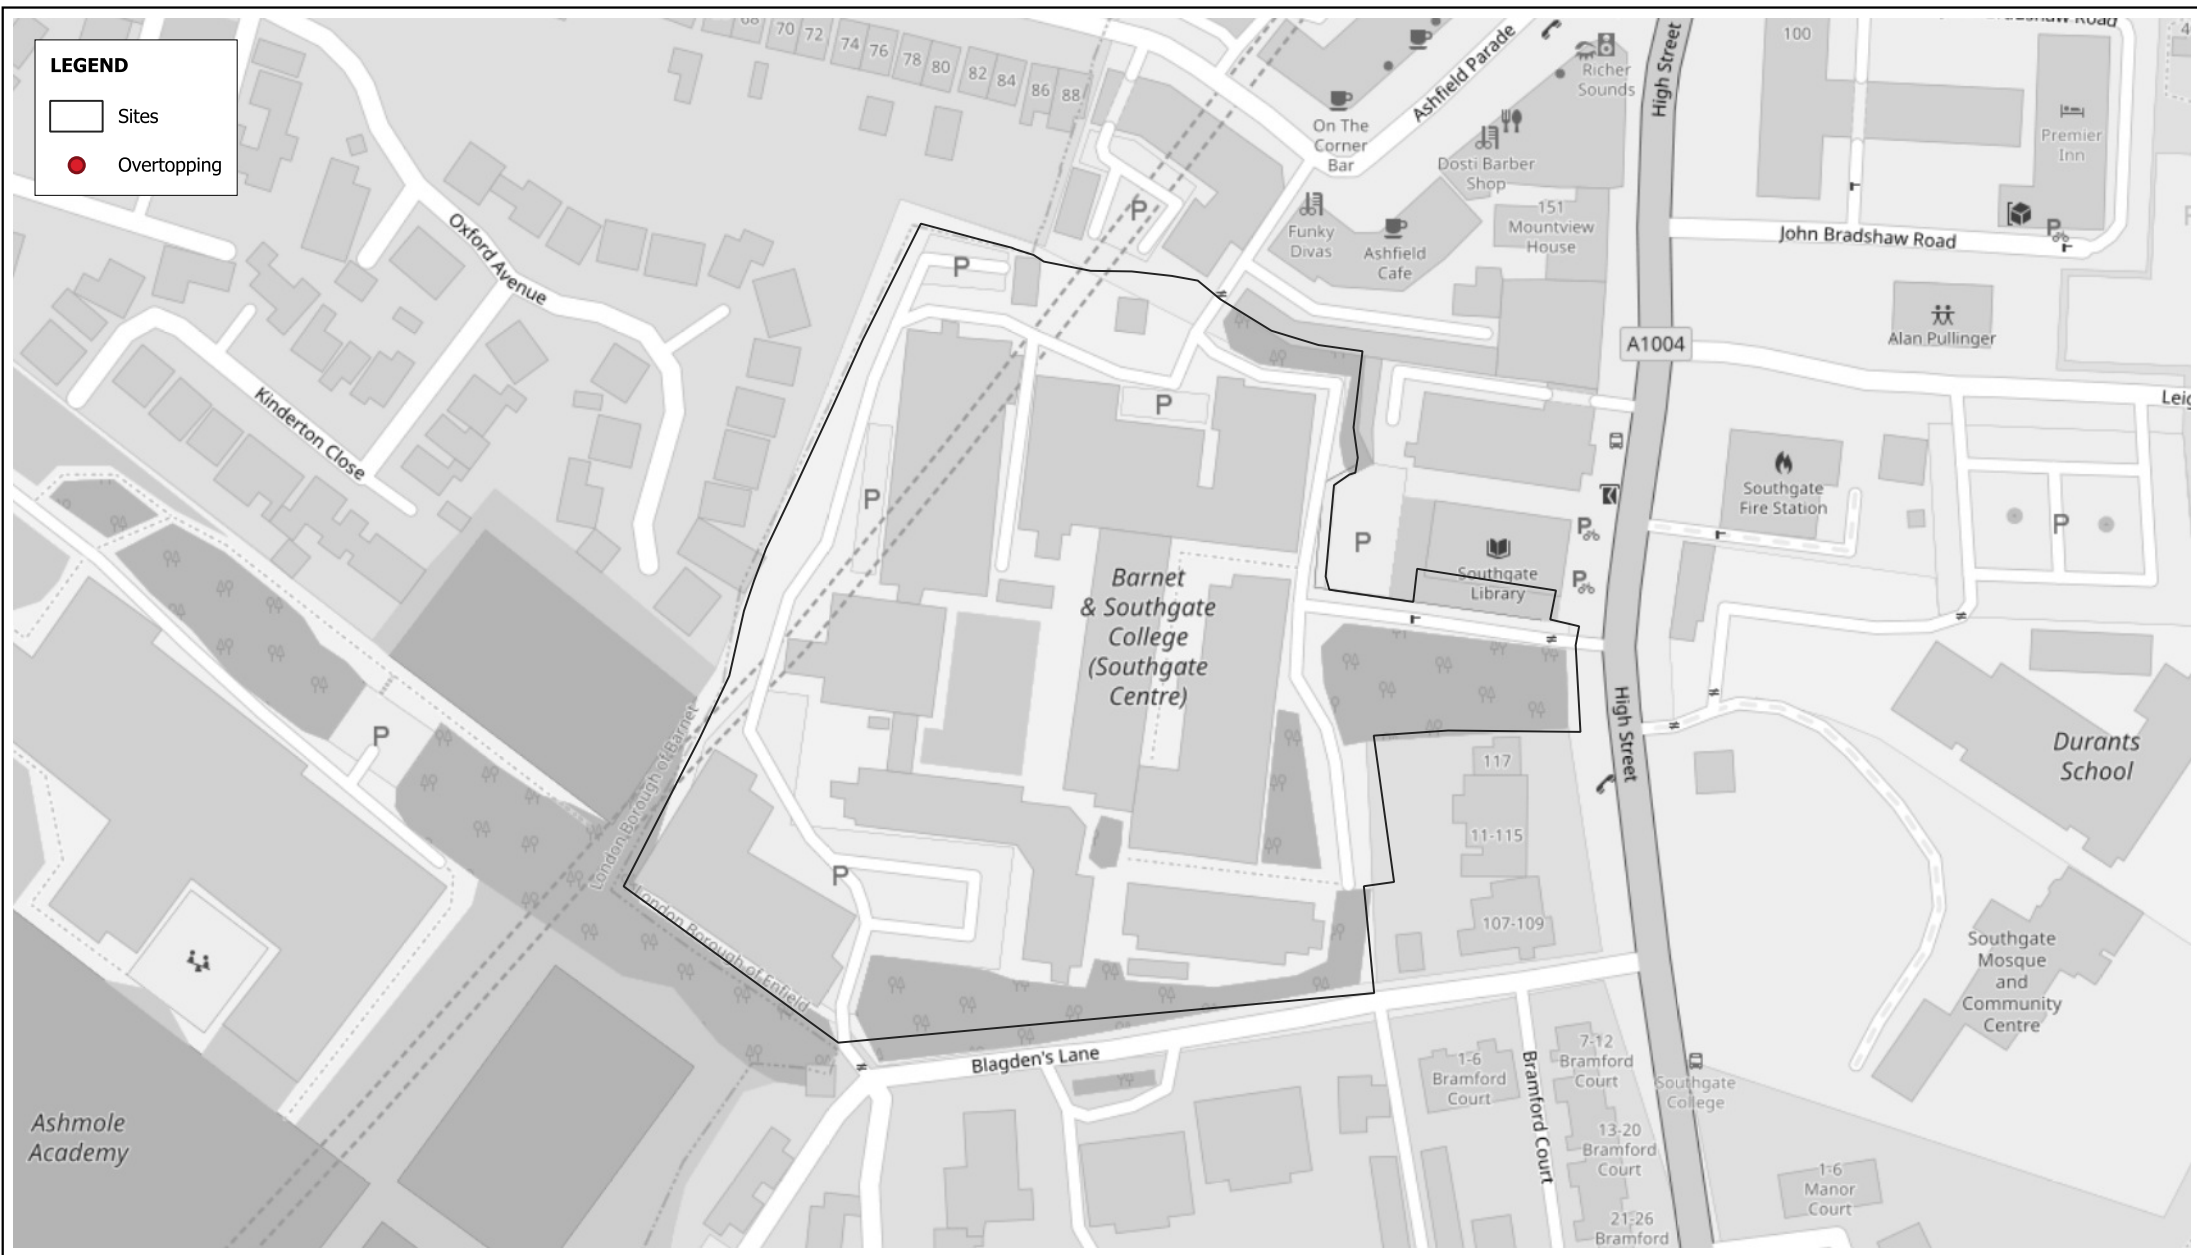 LEGEND
Sites
Overtopping
68
70
72
74
76
78
80
82
84
86
88
P
On The
Corner
Bar
Ashfield Parade
Richer
Sounds
Dosti Barber
Shop
Funky
Divas
Ashfield
Cafe
151
Mountview
House
High Street
100
Premier
Inn
P
John Bradshaw Road
A1004
Alan Pullinger
Oxford Avenue
Kinderton Close
P
P
P
P
Barnet
& Southgate
College
(Southgate
Centre)
Southgate
Library
P
P
Southgate
Fire Station
P
P
London Borough of Barnet
London Borough of Enfield
P
117
11-115
107-109
High Street
Durants
School
Southgate
Mosque
and
Community
Centre
Blagden's Lane
1-6
Bramford
Court
Bramford Court
7-12
Bramford
Court
13-20
Bramford
Court
21-26
Bramford
Southgate
College
1-6
Manor
Court
Ashmole
Academy